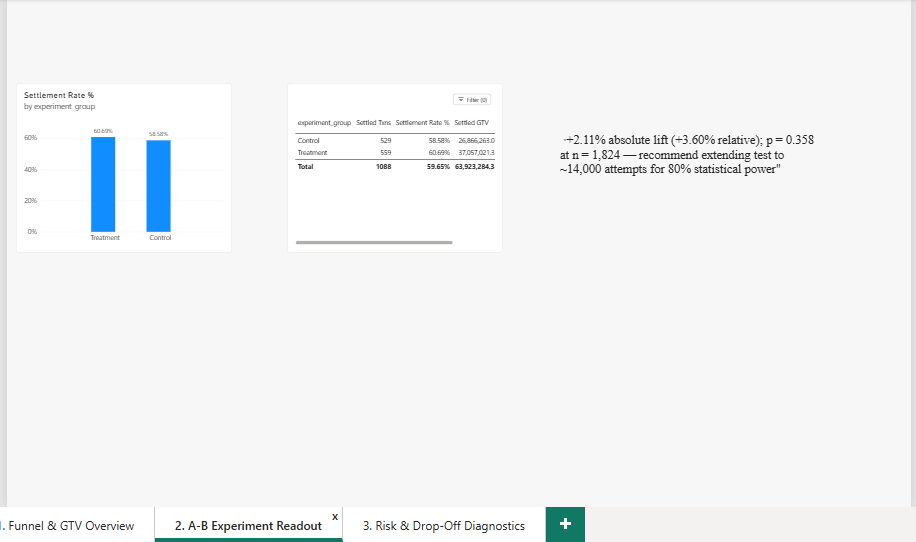 Settlement Rate %
by experiment_group
60%
40%
20%
0%
60.69%
58.58%
Treatment
Control
Filter (0)
experiment_group Settled Txns Settlement Rate % Settled GTV
Control 529 58.58% 26,866,263.0
Treatment 559 60.69% 37,057,021.3
Total 1088 59.65% 63,923,284.3
+2.11% absolute lift (+3.60% relative); p = 0.358
at n = 1,824 — recommend extending test to
~14,000 attempts for 80% statistical power"
. Funnel & GTV Overview
2. A-B Experiment Readout
x
3. Risk & Drop-Off Diagnostics
+